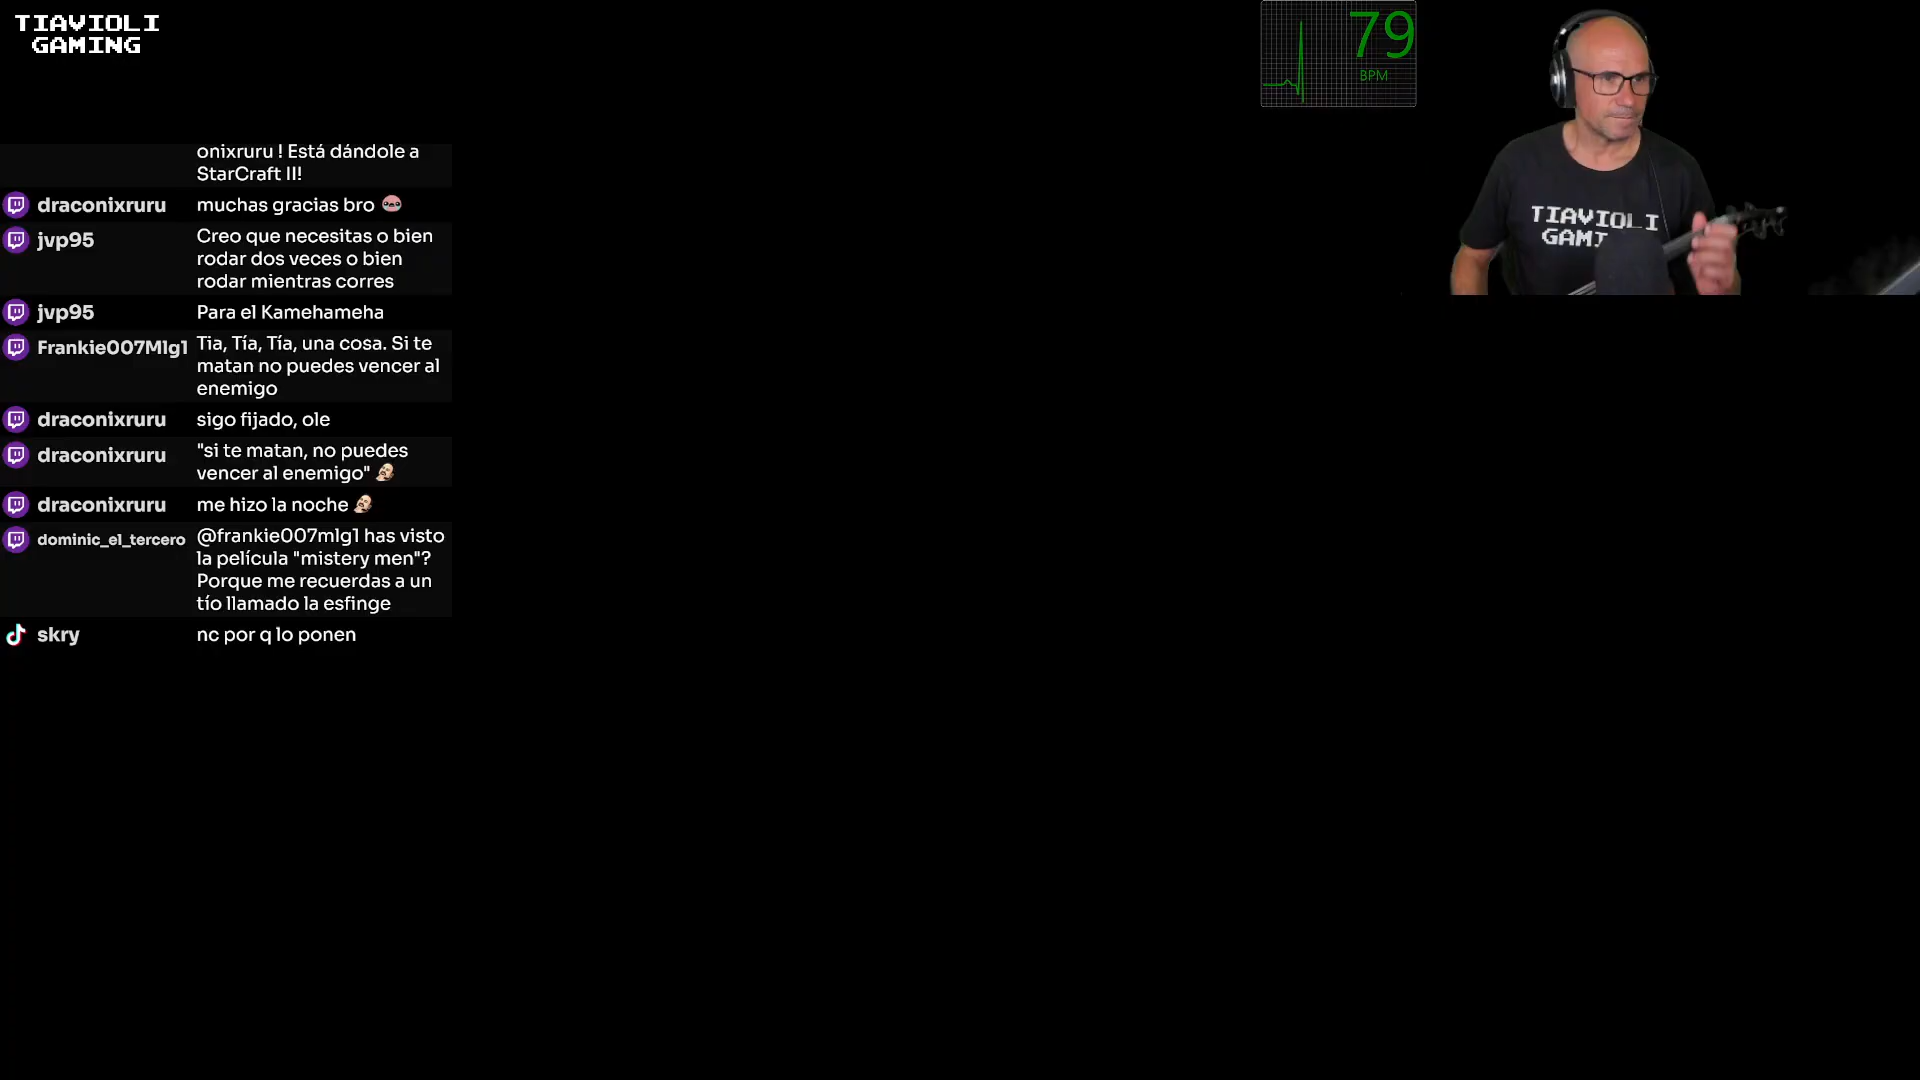 TIAVIOLI
GAMING
79
BPM
TIAVIOLI
onixruru ! Está dándole a
StarCraft II!
draconixruru muchas gracias bro
jvp95 Creo que necesitas o bien
rodar dos veces o bien
rodar mientras corres
jvp95 Para el Kamehameha
Frankie007Mlg1 Tia, Tía, Tía, una cosa. Si te
matan no puedes vencer al
enemigo
draconixruru sigo fijado, ole
draconixruru "si te matan, no puedes
vencer al enemigo"
draconixruru me hizo la noche
dominic_el_tercero @frankie007mlg1 has visto
la película "mistery men"?
Porque me recuerdas a un
tío llamado la esfinge
skry nc por q lo ponen